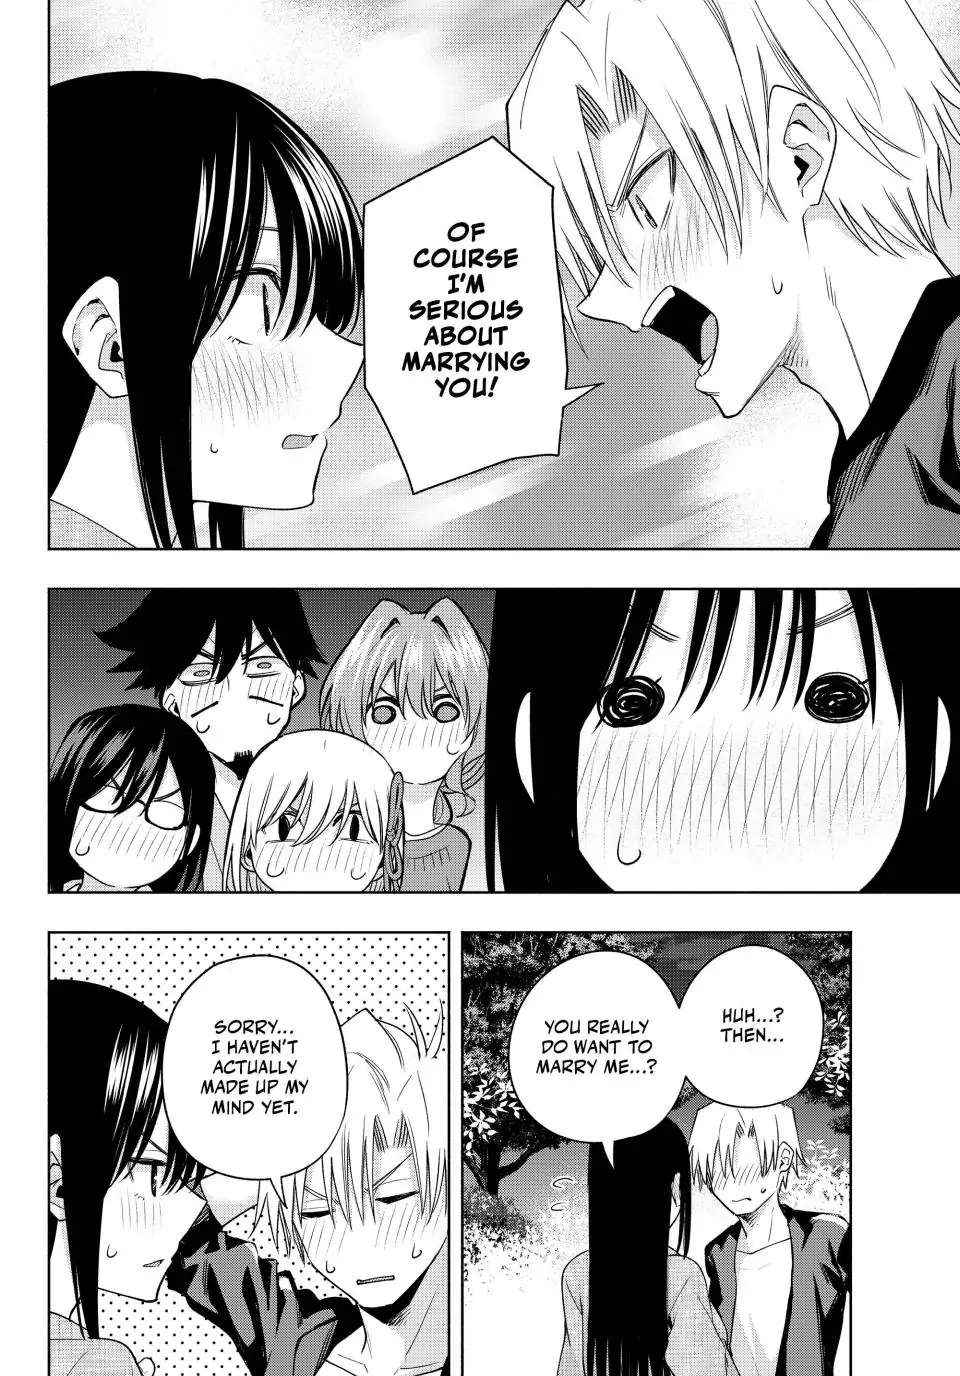 OF
COURSE
I'M
SERIOUS
ABOUT
MARRYING
YOU!
HUH...?
THEN...
YOU REALLY
DO WANT TO
MARRY ME...?
SORRY...
I HAVEN'T
ACTUALLY
MADE UP MY
MIND YET.